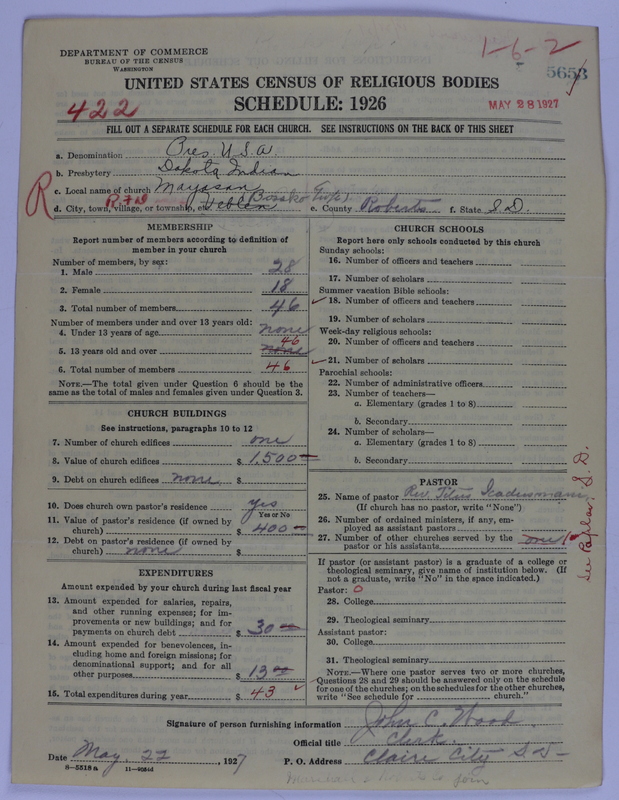 DEPARTMENT OF COMMERCE
BUREAU OF THE CENSUS
WASHINGTON
1-6-2
5653
UNITED STATES CENSUS OF RELIGIOUS BODIES
SCHEDULE: 1926
422
MAY 28 1927
FILL OUT A SEPARATE SCHEDULE FOR EACH CHURCH. SEE INSTRUCTIONS ON THE BACK OF THIS SHEET
a. Denomination Pres. U.S.A.
b. Presbytery Dakota Indian
c. Local name of church Mayasan
R
d. City, town, village, or township, etc. RFD Veblen e. County Roberts f. State S.D.
MEMBERSHIP
Report number of members according to definition of
member in your church
Number of members, by sex:
1. Male 28
2. Female 18
3. Total number of members 46
Number of members under and over 13 years old:
4. Under 13 years of age none
46
5. 13 years old and over none
6. Total number of members 46
NOTE.—The total given under Question 6 should be the
same as the total of males and females given under Question 3.
CHURCH BUILDINGS
See instructions, paragraphs 10 to 12
7. Number of church edifices one
8. Value of church edifices $ 1,500
9. Debt on church edifices none $
10. Does church own pastor's residence yes
Yes or No
11. Value of pastor's residence (if owned by
church) $ 400
12. Debt on pastor's residence (if owned by
church) none $
EXPENDITURES
Amount expended by your church during last fiscal year
13. Amount expended for salaries, repairs,
and other running expenses; for im-
provements or new buildings; and for
payments on church debt $ 30
14. Amount expended for benevolences, in-
cluding home and foreign missions; for
denominational support; and for all
other purposes $ 13
15. Total expenditures during year $ 43
CHURCH SCHOOLS
Report here only schools conducted by this church
Sunday schools:
16. Number of officers and teachers
17. Number of scholars
Summer vacation Bible schools:
18. Number of officers and teachers
19. Number of scholars
Week-day religious schools:
20. Number of officers and teachers
21. Number of scholars
Parochial schools:
22. Number of administrative officers
23. Number of teachers—
a. Elementary (grades 1 to 8)
b. Secondary
24. Number of scholars—
a. Elementary (grades 1 to 8)
b. Secondary
PASTOR
25. Name of pastor Rev. Titus
(If church has no pastor, write "None")
26. Number of ordained ministers, if any, em-
ployed as assistant pastors
27. Number of other churches served by the
pastor or his assistants one
See Poplar, S.D
If pastor (or assistant pastor) is a graduate of a college or
theological seminary, give name of institution below. (If
not a graduate, write "No" in the space indicated.)
Pastor: O
28. College
29. Theological seminary
Assistant pastor:
30. College
31. Theological seminary
NOTE.—Where one pastor serves two or more churches,
Questions 28 and 29 should be answered only on the schedule
for one of the churches; on the schedules for the other churches,
write "See schedule for church."
Signature of person furnishing information John C. Wood
Official title Clerk
Date May, 22, 1927 P. O. Address Claire City S.D.
8-5518a